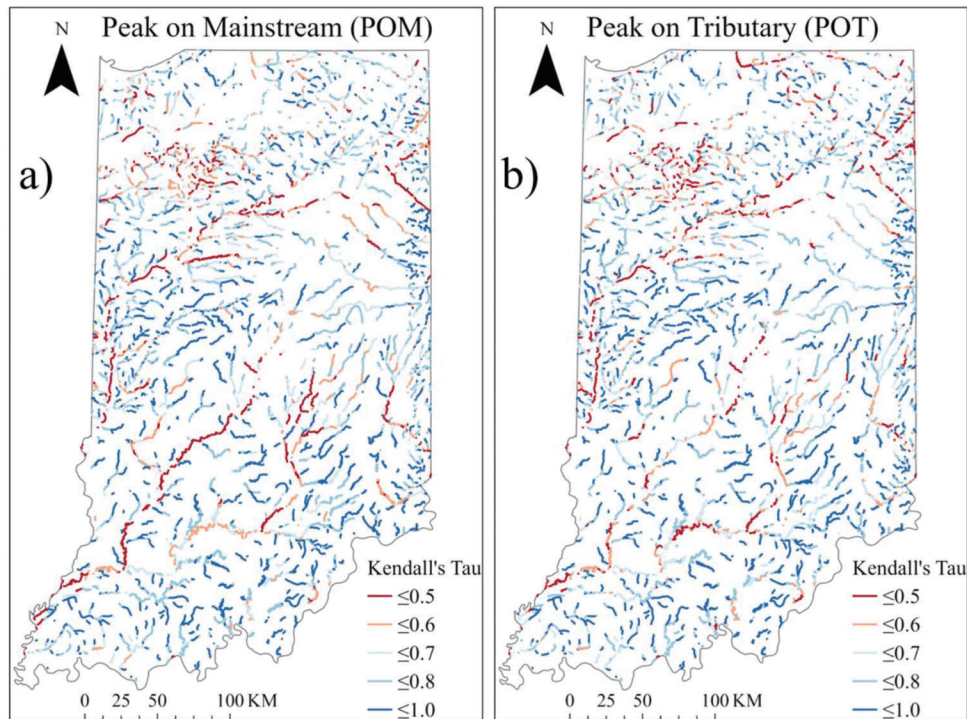 N
Peak on Mainstream (POM)
a)
Kendall's Tau
≤0.5
≤0.6
≤0.7
≤0.8
≤1.0
0 25 50 100 KM
N
Peak on Tributary (POT)
b)
Kendall's Tau
≤0.5
≤0.6
≤0.7
≤0.8
≤1.0
0 25 50 100 KM